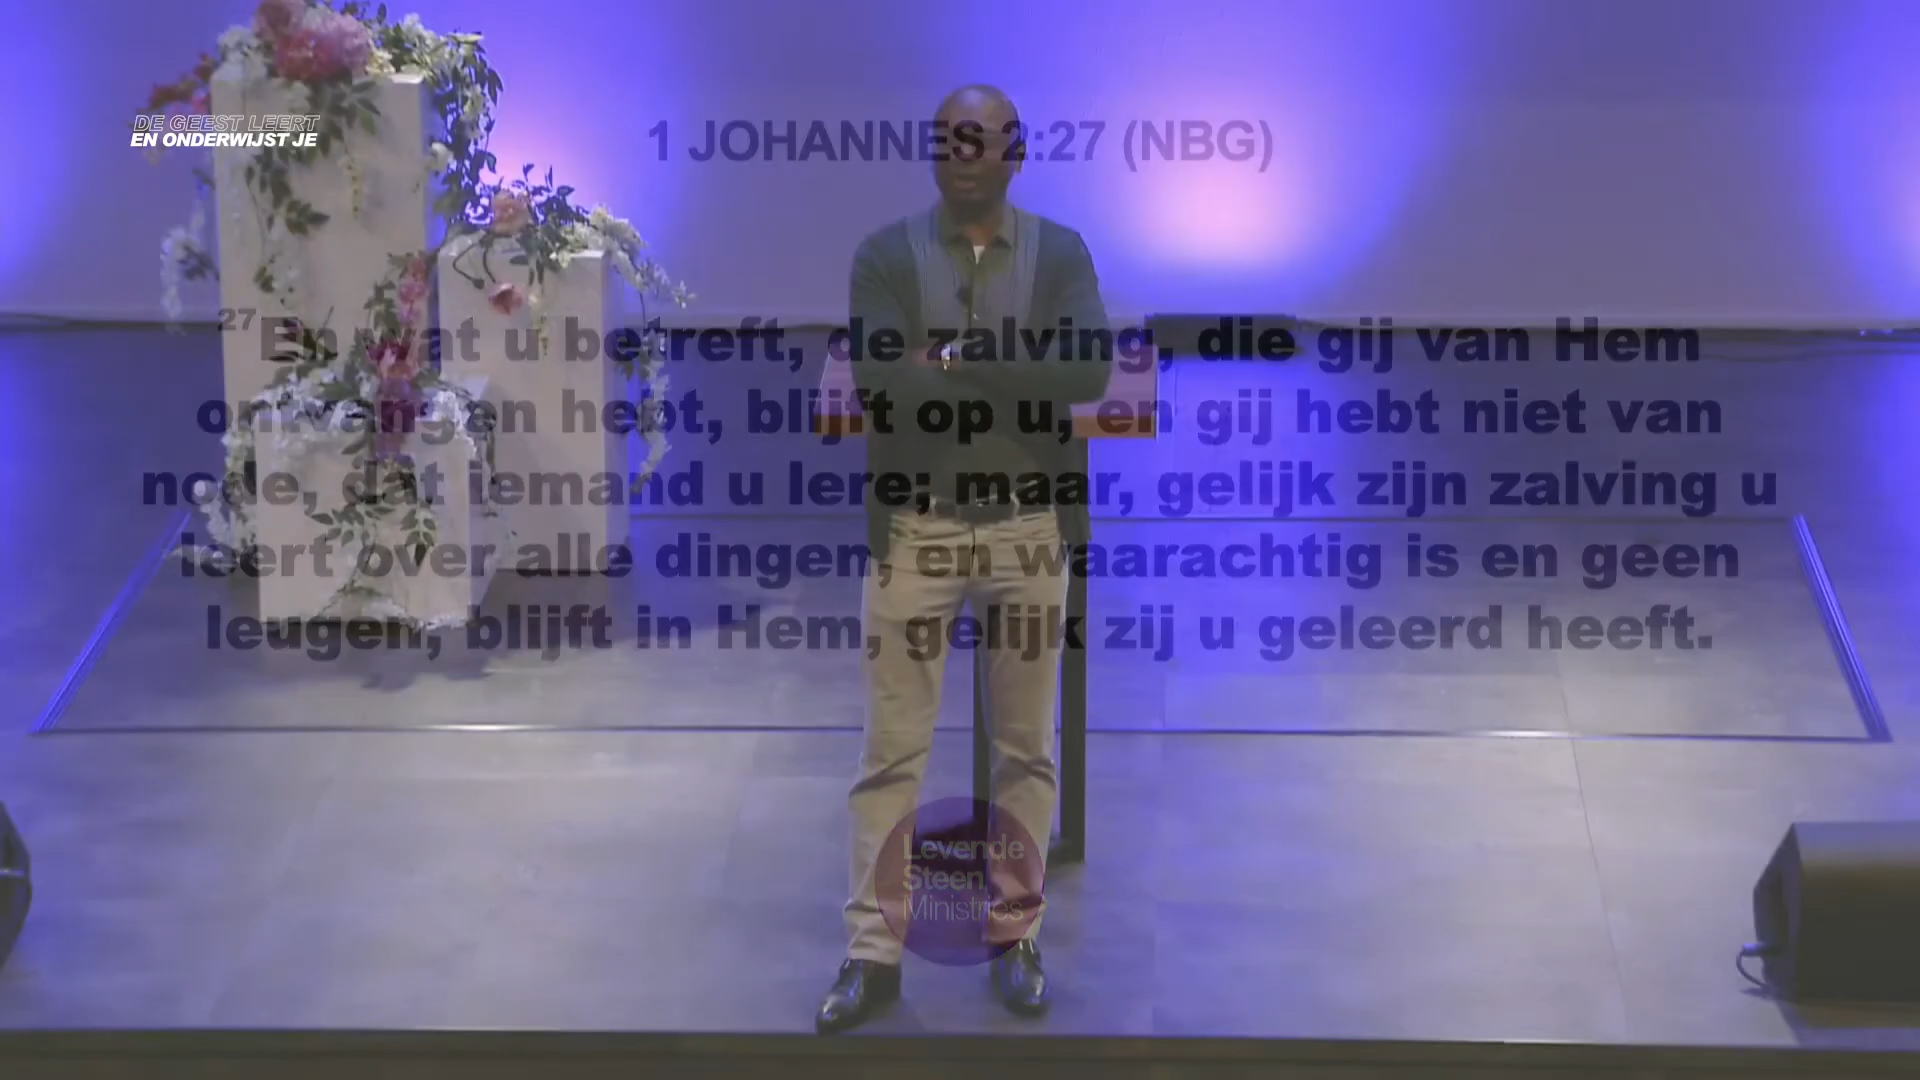 DE GEEST LEERT
EN ONDERWIJST JE
1 JOHANNES 2:27 (NBG)
27En wat u betreft, de zalving, die gij van Hem
ontvangen hebt, blijft op u, en gij hebt niet van
node, dat iemand u lere; maar, gelijk zijn zalving u
leert over alle dingen, en waarachtig is en geen
leugen, blijft in Hem, gelijk zij u geleerd heeft.
Levende
Steen
Ministries